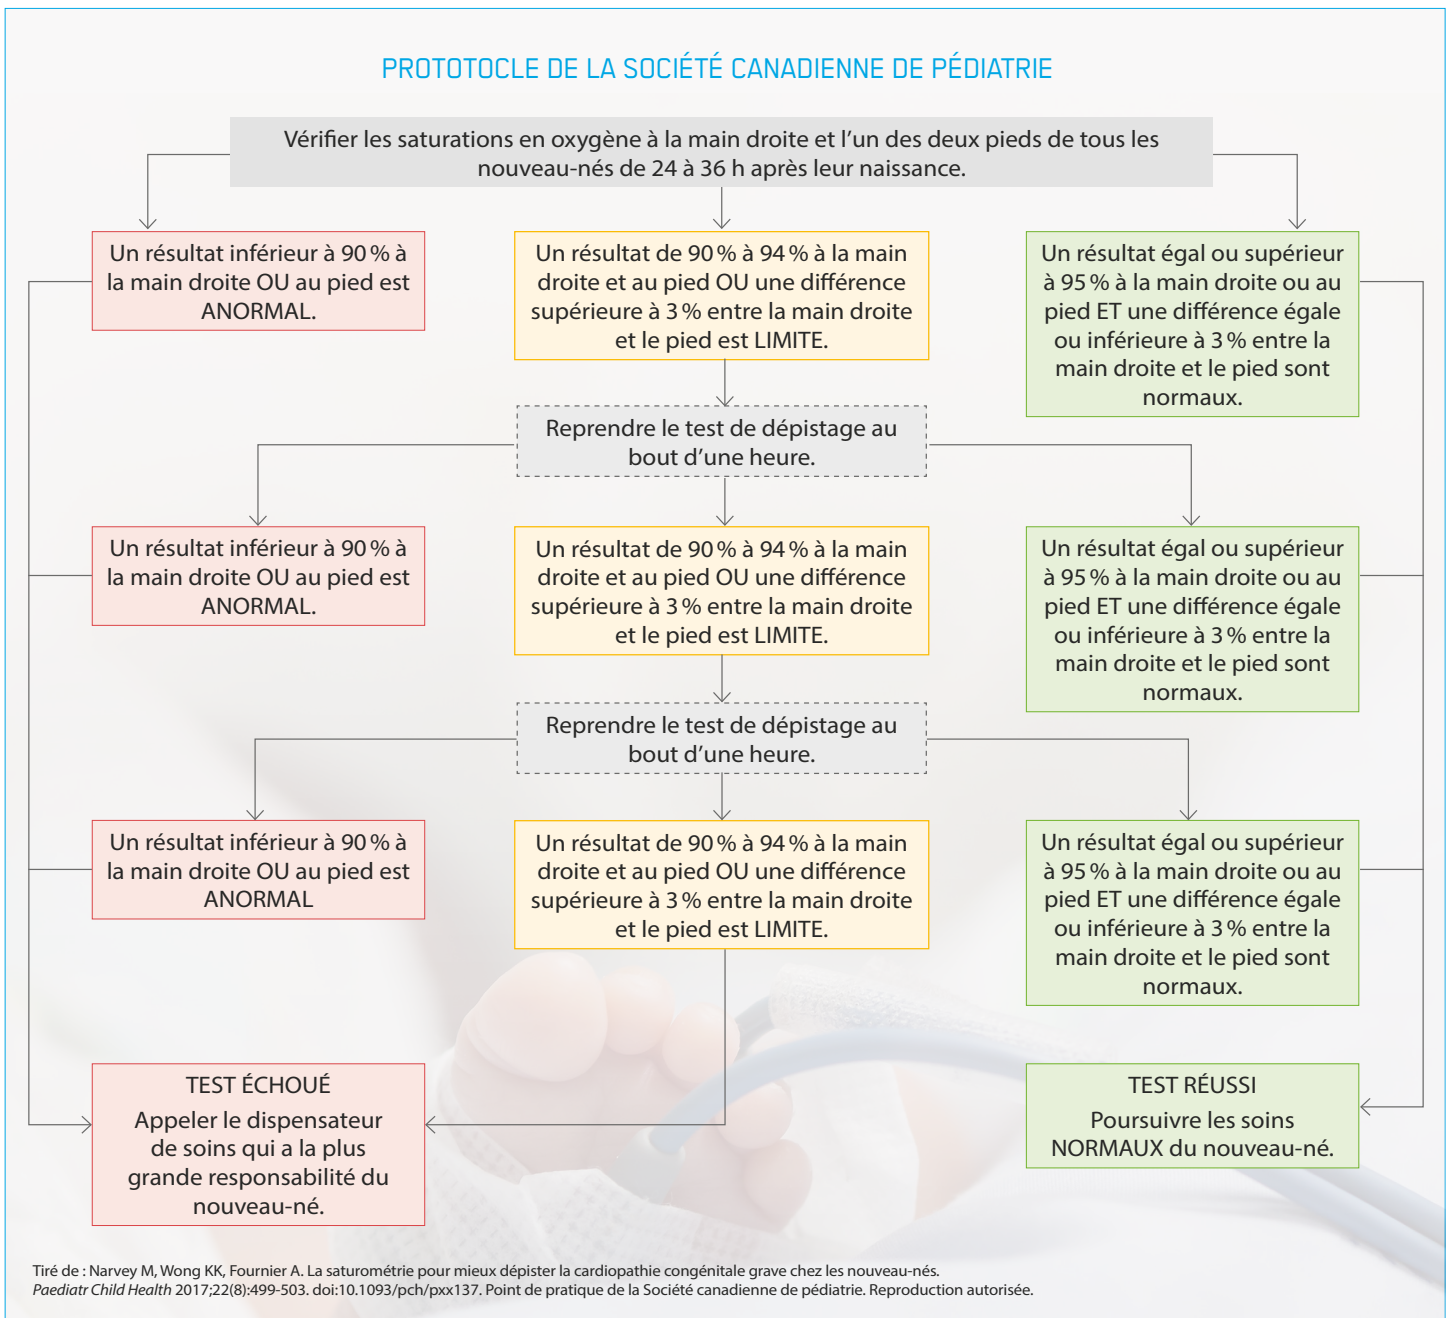 PROTOTOCLE DE LA SOCIÉTÉ CANADIENNE DE PÉDIATRIE
Vérifier les saturations en oxygène à la main droite et l’un des deux pieds de tous les
nouveau-nés de 24 à 36 h après leur naissance.
Un résultat inférieur à 90 % à
la main droite OU au pied est
ANORMAL.
Un résultat de 90 % à 94 % à la main
droite et au pied OU une différence
supérieure à 3 % entre la main droite
et le pied est LIMITE.
Un résultat égal ou supérieur
à 95 % à la main droite ou au
pied ET une différence égale
ou inférieure à 3 % entre la
main droite et le pied sont
normaux.
Reprendre le test de dépistage au
bout d’une heure.
Un résultat inférieur à 90 % à
la main droite OU au pied est
ANORMAL.
Un résultat de 90 % à 94 % à la main
droite et au pied OU une différence
supérieure à 3 % entre la main droite
et le pied est LIMITE.
Un résultat égal ou supérieur
à 95 % à la main droite ou au
pied ET une différence égale
ou inférieure à 3 % entre la
main droite et le pied sont
normaux.
Reprendre le test de dépistage au
bout d’une heure.
Un résultat inférieur à 90 % à
la main droite OU au pied est
ANORMAL
Un résultat de 90 % à 94 % à la main
droite et au pied OU une différence
supérieure à 3 % entre la main droite
et le pied est LIMITE.
Un résultat égal ou supérieur
à 95 % à la main droite ou au
pied ET une différence égale
ou inférieure à 3 % entre la
main droite et le pied sont
normaux.
TEST ÉCHOUÉ
Appeler le dispensateur
de soins qui a la plus
grande responsabilité du
nouveau-né.
TEST RÉUSSI
Poursuivre les soins
NORMAUX du nouveau-né.
Tiré de : Narvey M, Wong KK, Fournier A. La saturométrie pour mieux dépister la cardiopathie congénitale grave chez les nouveau-nés.
Paediatr Child Health 2017;22(8):499-503. doi:10.1093/pch/pxx137. Point de pratique de la Société canadienne de pédiatrie. Reproduction autorisée.